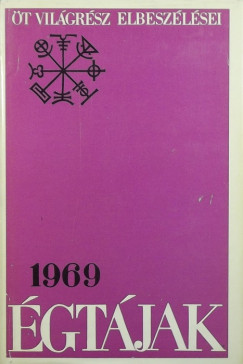 ÖT VILÁGRÉSZ ELBESZÉLÉSEI
1969
ÉGTÁJAK